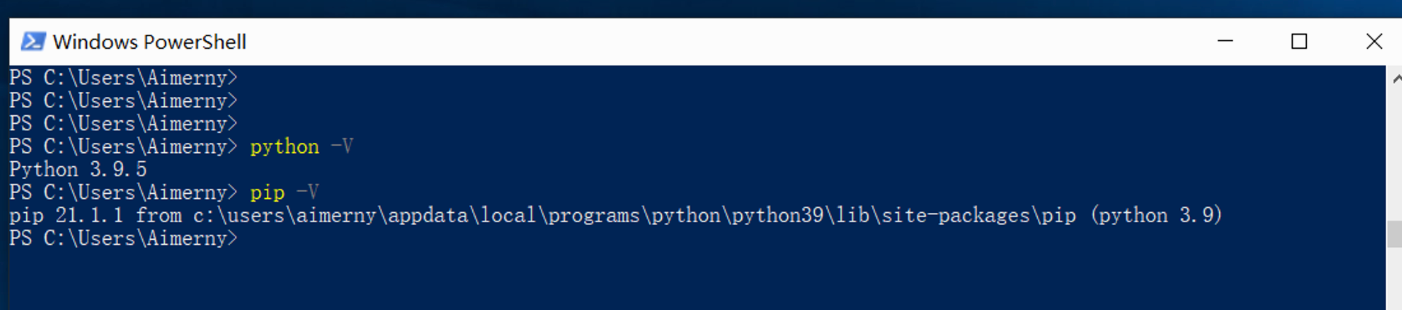 Windows PowerShell
PS C:\Users\Aimerny>
PS C:\Users\Aimerny>
PS C:\Users\Aimerny>
PS C:\Users\Aimerny> python -V
Python 3.9.5
PS C:\Users\Aimerny> pip -V
pip 21.1.1 from c:\users\aimerny\appdata\local\programs\python\python39\lib\site-packages\pip (python 3.9)
PS C:\Users\Aimerny>